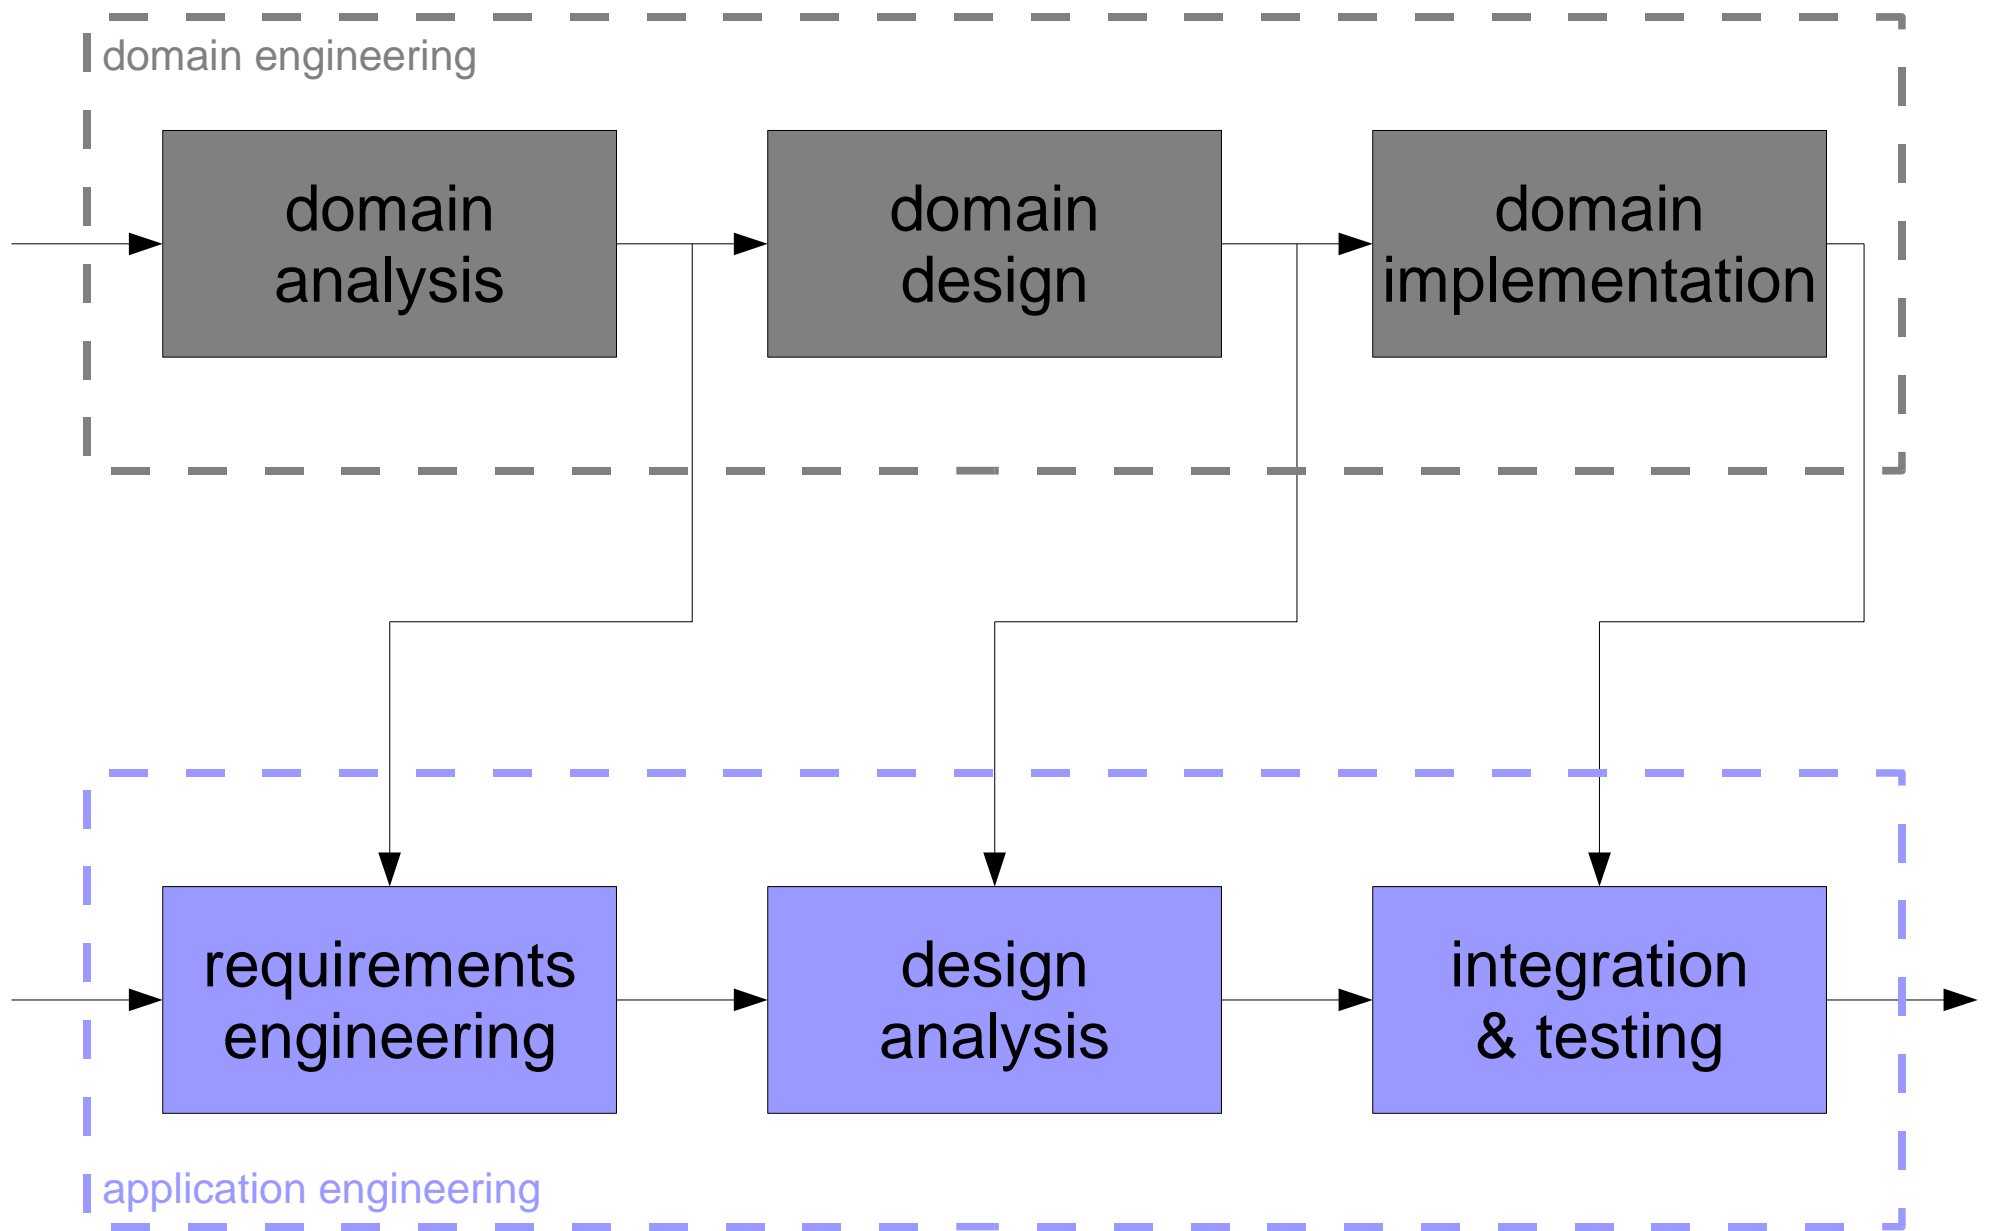 domain engineering
domain
analysis
domain
design
domain
implementation
requirements
engineering
design
analysis
integration
& testing
application engineering